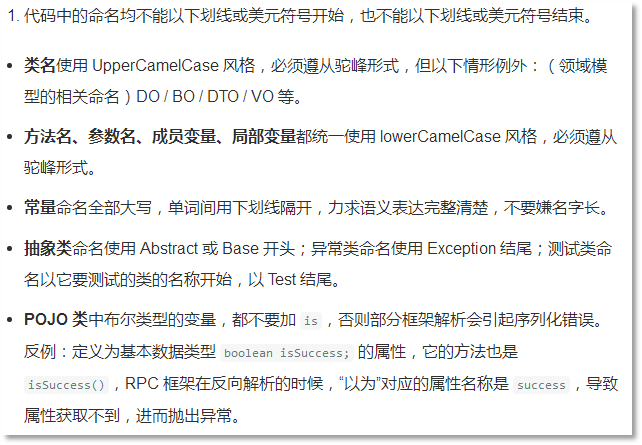 1. 代码中的命名均不能以下划线或美元符号开始，也不能以下划线或美元符号结束。
• 类名使用 UpperCamelCase 风格，必须遵从驼峰形式，但以下情形例外：（领域模
型的相关命名）DO / BO / DTO / VO 等。
• 方法名、参数名、成员变量、局部变量都统一使用 lowerCamelCase 风格，必须遵从
驼峰形式。
• 常量命名全部大写，单词间用下划线隔开，力求语义表达完整清楚，不要嫌名字长。
• 抽象类命名使用 Abstract 或 Base 开头；异常类命名使用 Exception 结尾；测试类命
名以它要测试的类的名称开始，以 Test 结尾。
• POJO 类中布尔类型的变量，都不要加 is ，否则部分框架解析会引起序列化错误。
反例：定义为基本数据类型 boolean isSuccess; 的属性，它的方法也是
isSuccess() ，RPC 框架在反向解析的时候，“以为”对应的属性名称是 success ，导致
属性获取不到，进而抛出异常。